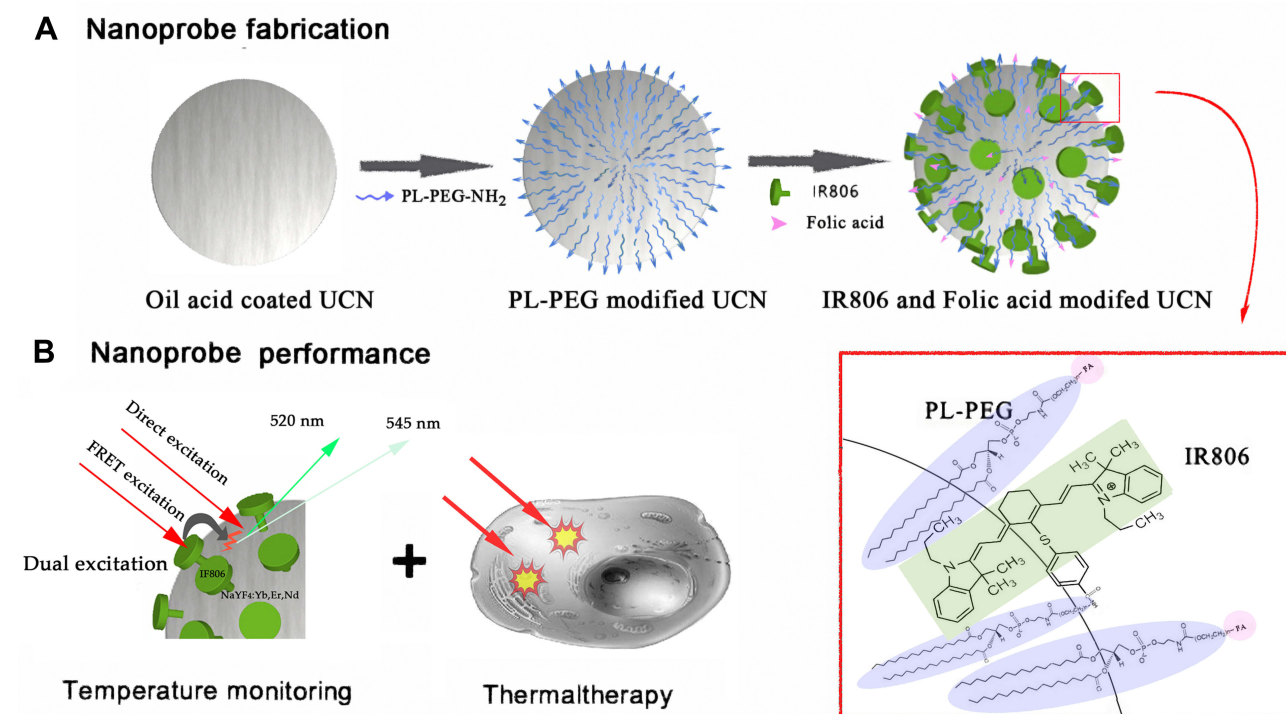 A Nanoprobe fabrication
PL-PEG-NH2
IR806
Folic acid
Oil acid coated UCN
PL-PEG modified UCN
IR806 and Folic acid modifed UCN
B Nanoprobe performance
Direct excitation
FRET excitation
520 nm
545 nm
Dual excitation
IF806
NaYF4:Yb,Er,Nd
+
Temperature monitoring
Thermaltherapy
PL-PEG
IR806
FA
H3C
CH3
N
⊕
CH3
CH3
S
CH3
CH3
N
FA